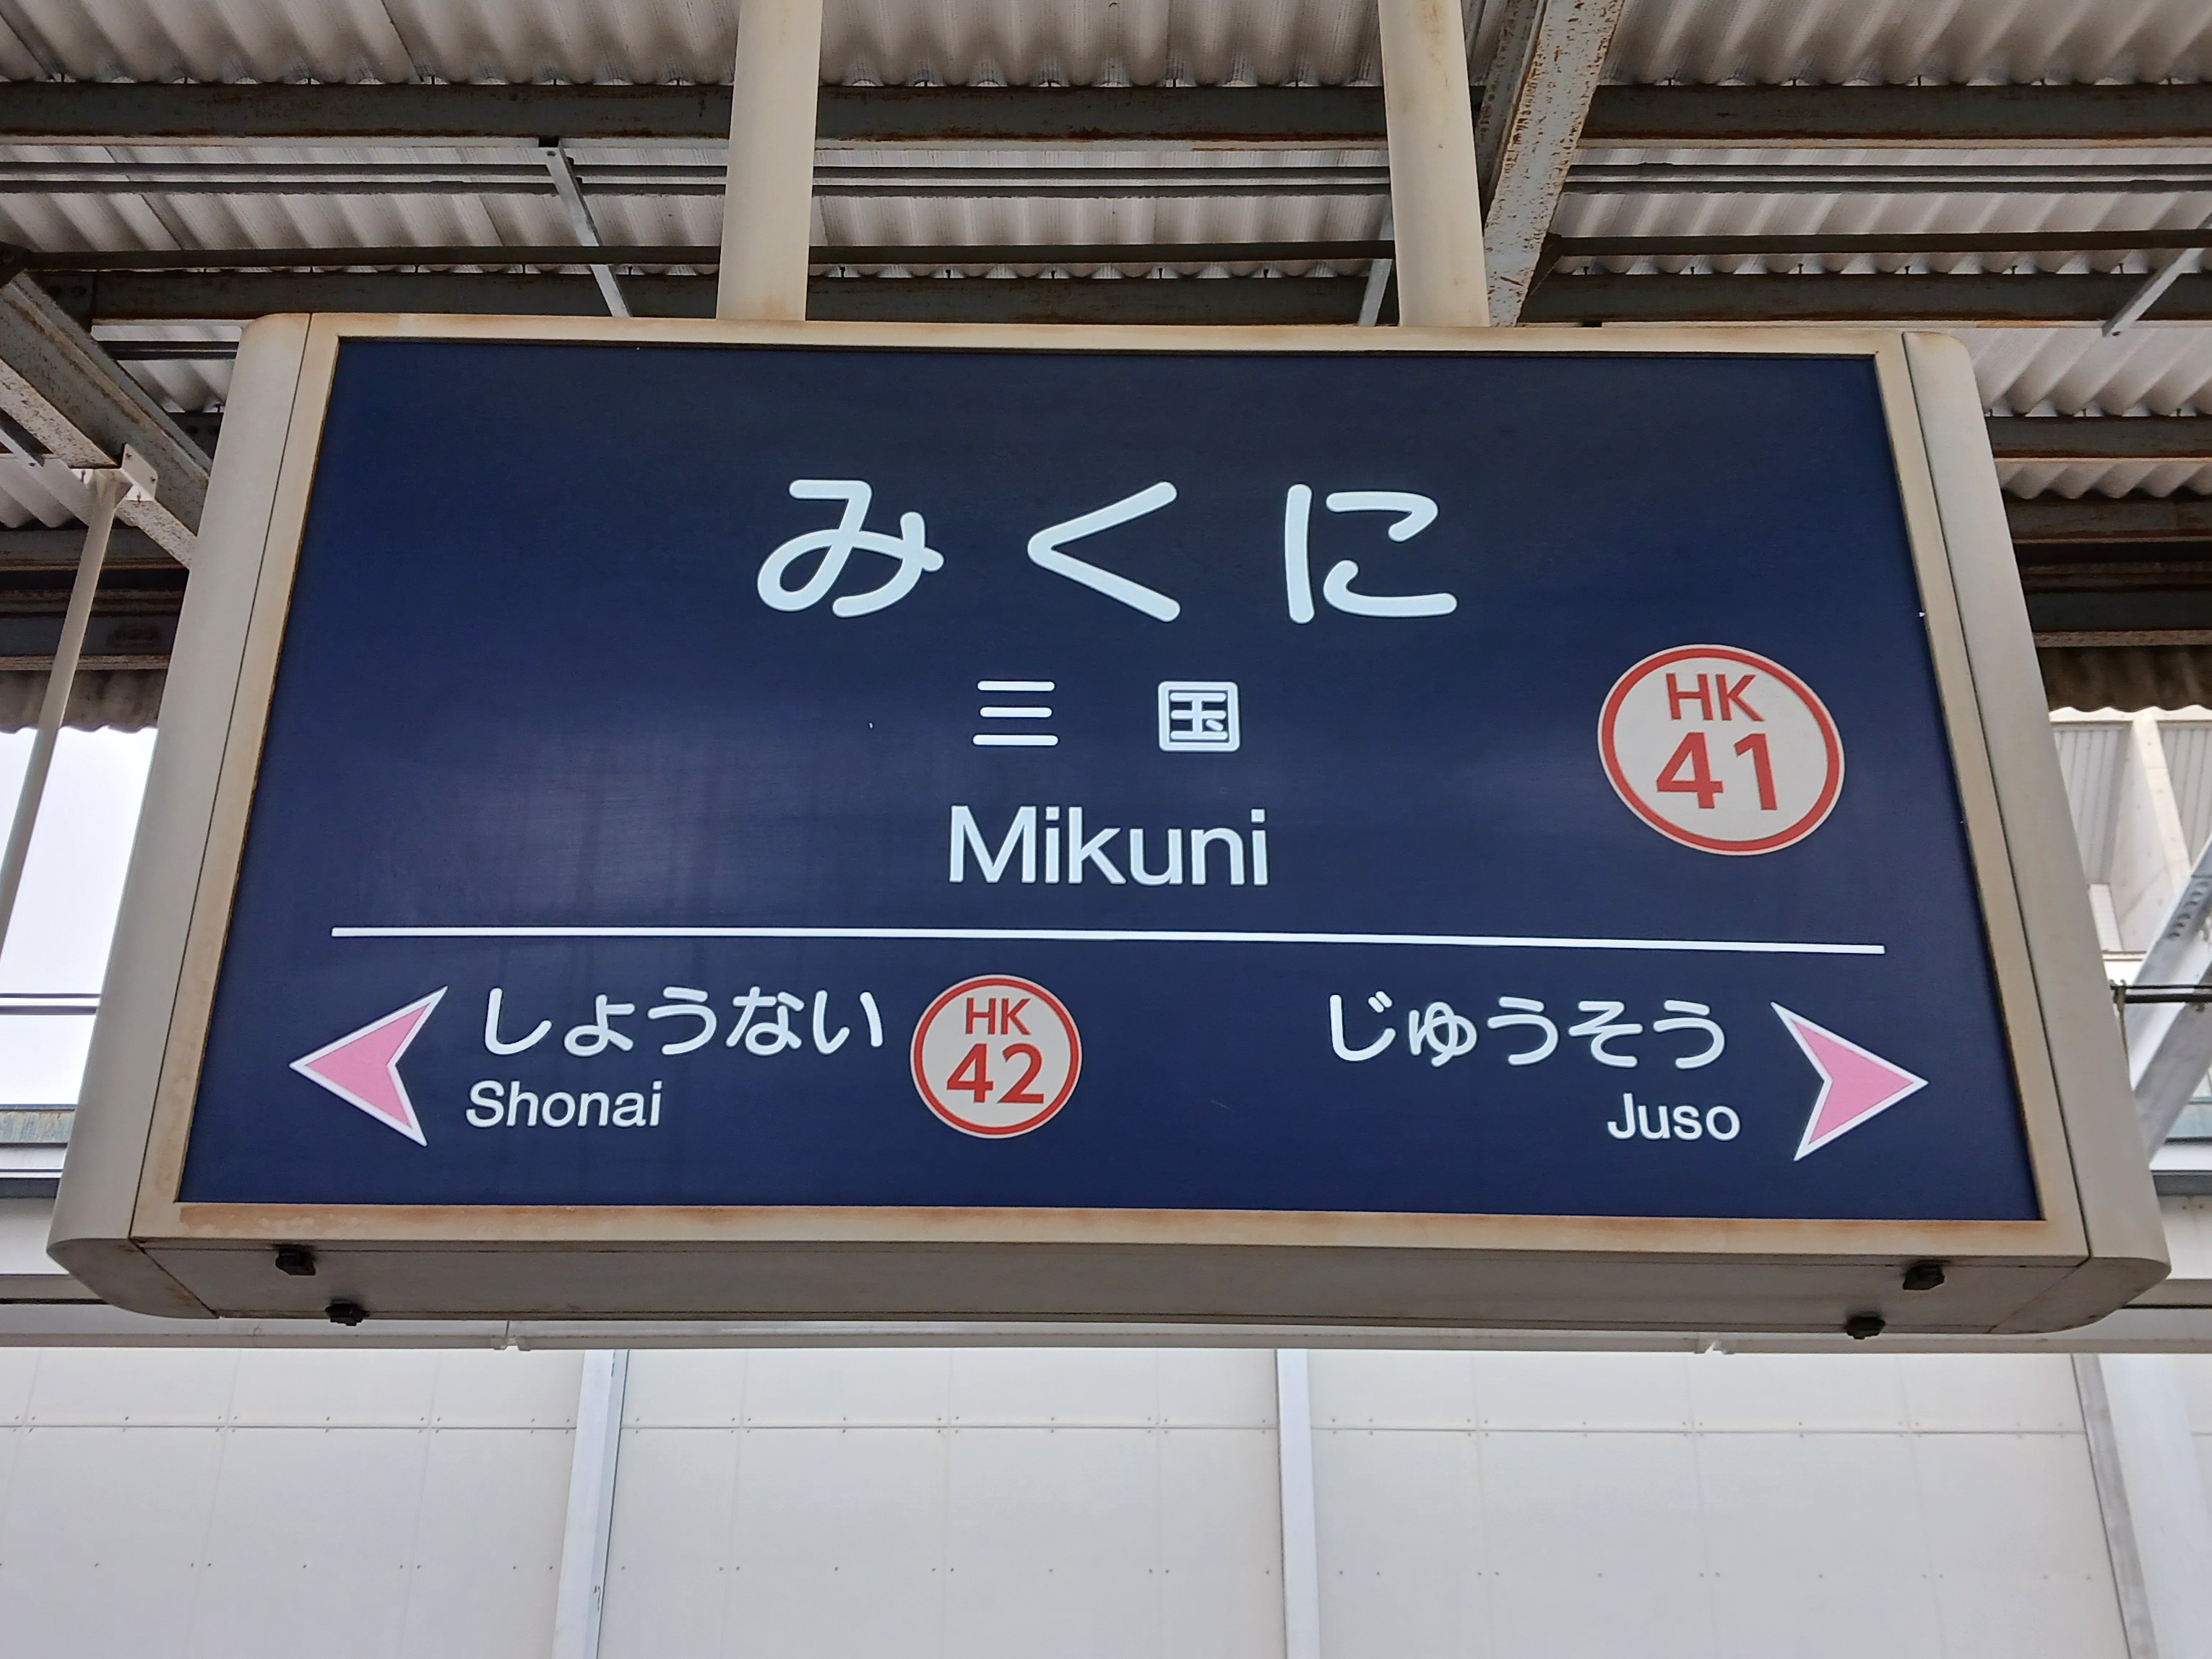 みくに
三国
HK
41
Mikuni
しょうない
Shonai
HK
42
じゅうそう
Juso